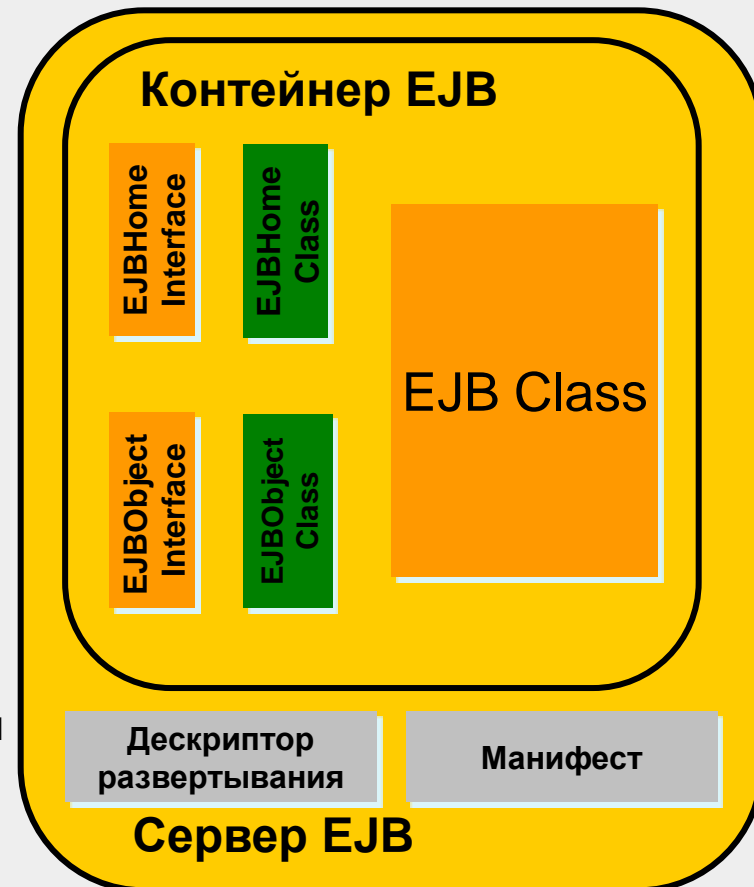 Контейнер EJB
EJBHome
Interface
EJBHome
Class
EJB Class
EJBObject
Interface
EJBObject
Class
Дескриптор
развертывания
Манифест
Сервер EJB